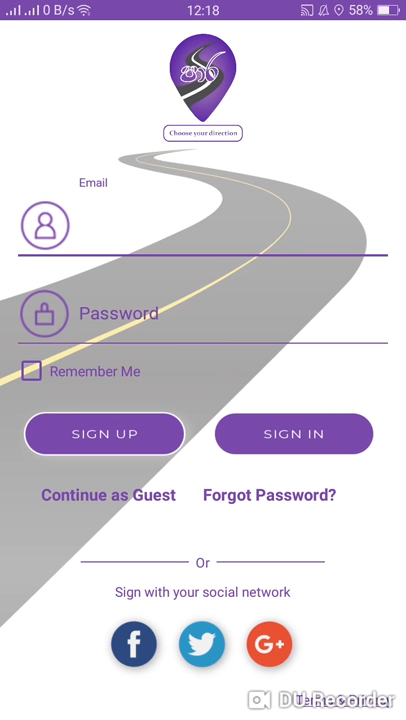 0 B/s 12:18 58%
Choose your direction
Email
Password
Remember Me
SIGN UP SIGN IN
Continue as Guest Forgot Password?
Or
Sign with your social network
f G+
DU Recorder